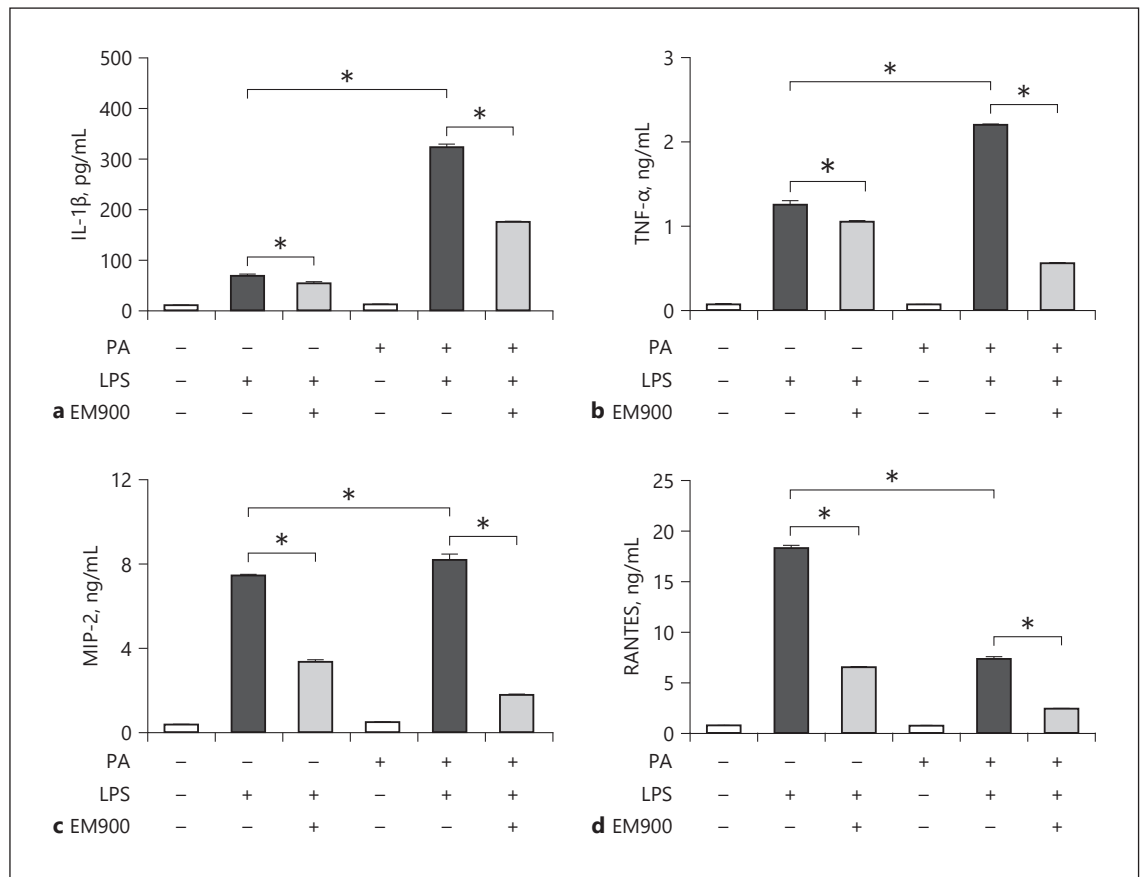 500
400
300
200
100
0
IL-1β, pg/mL
*
*
*
PA – – – + + +
LPS – + + – + +
a EM900 – – + – – +
3
2
1
0
TNF-α, ng/mL
*
*
*
PA – – – + + +
LPS – + + – + +
b EM900 – – + – – +
12
8
4
0
MIP-2, ng/mL
*
*
*
PA – – – + + +
LPS – + + – + +
c EM900 – – + – – +
25
20
15
10
5
0
RANTES, ng/mL
*
*
*
PA – – – + + +
LPS – + + – + +
d EM900 – – + – – +